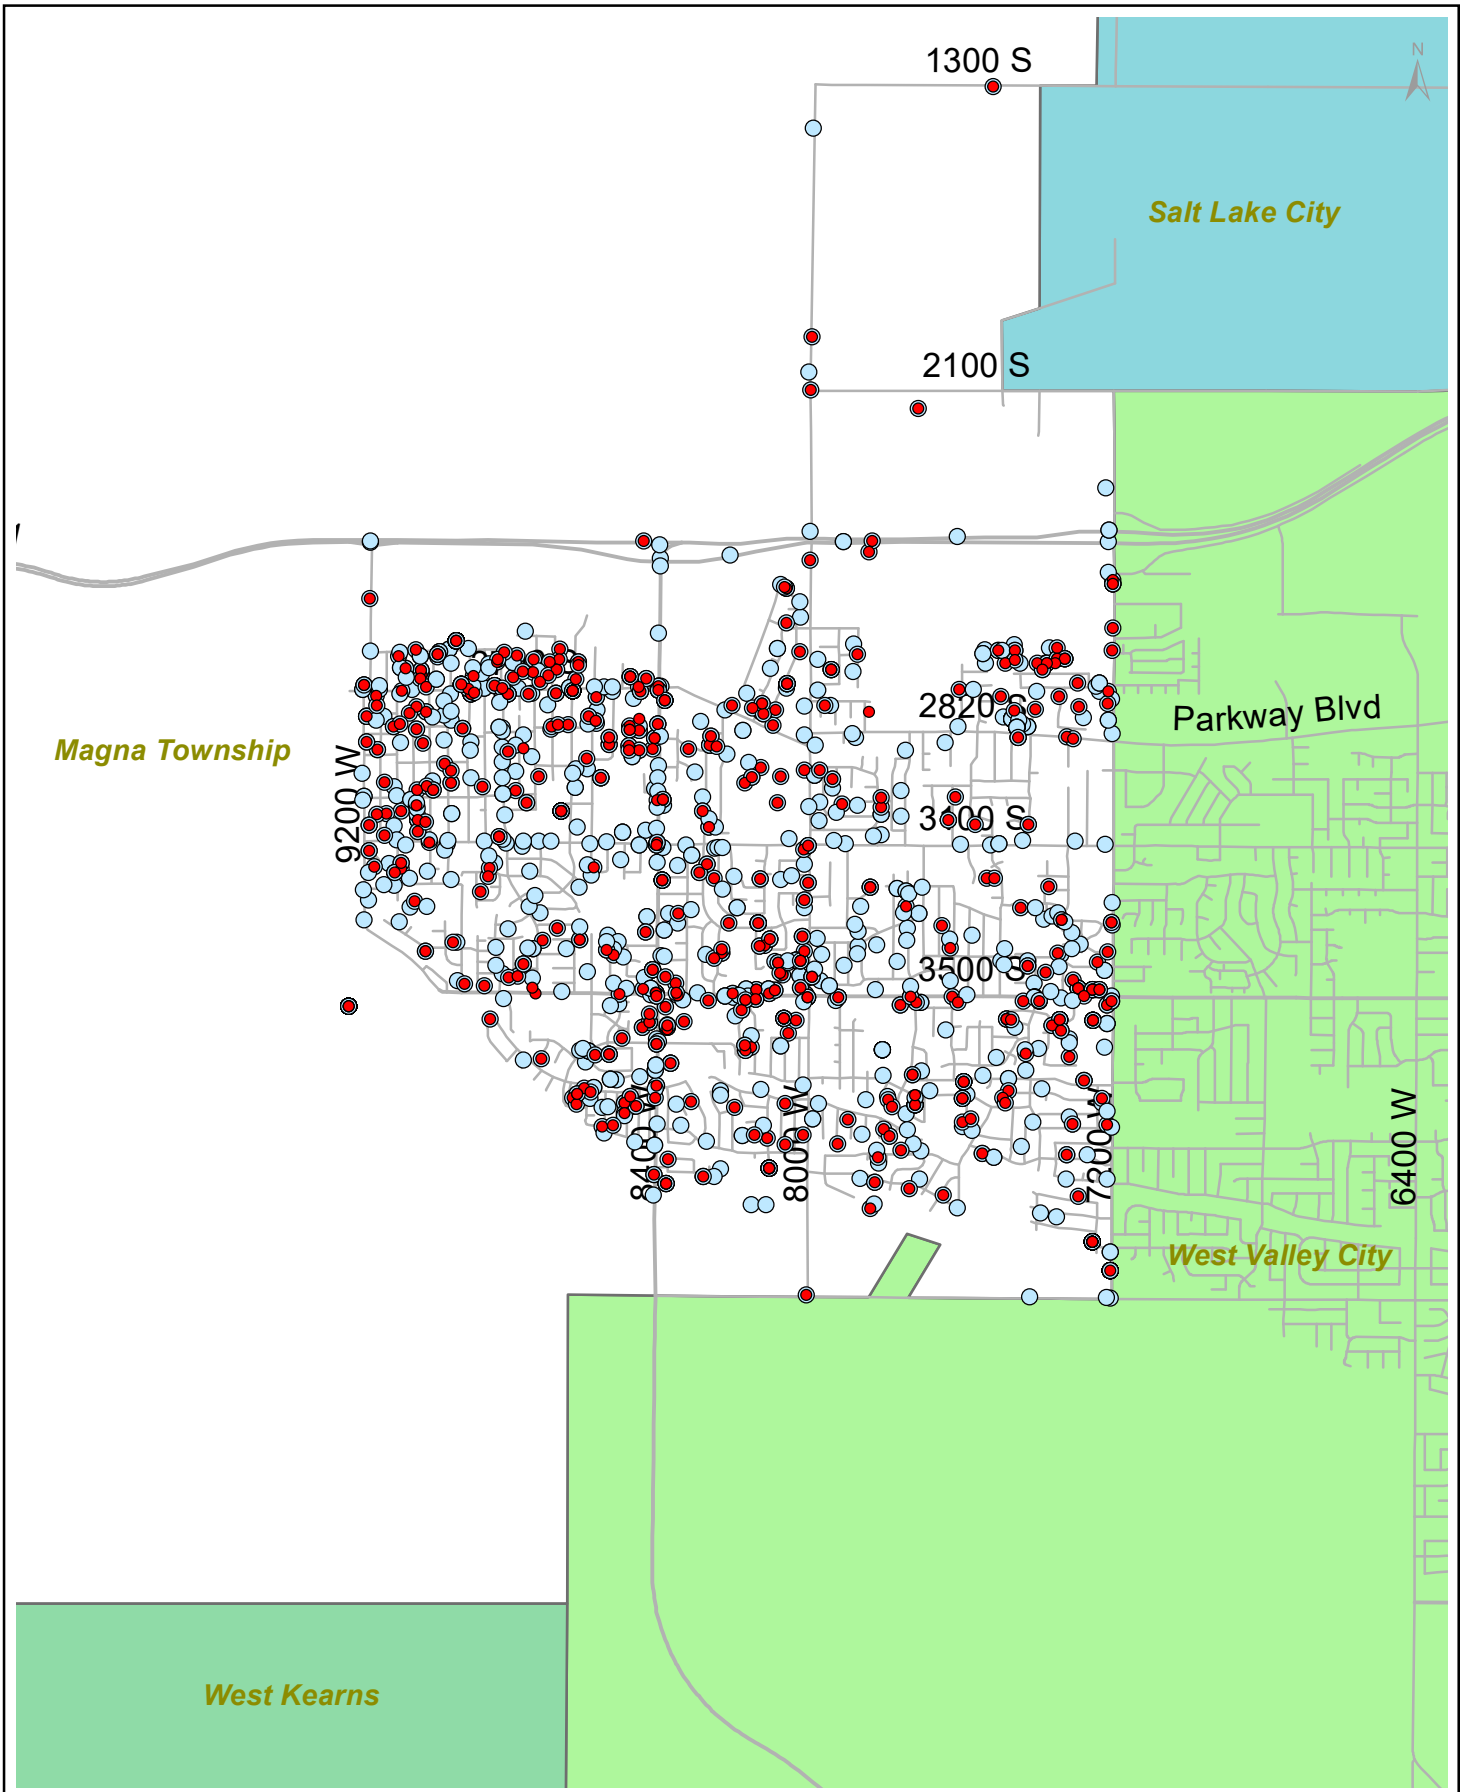 1300 S
N
Salt Lake City
2100 S
2820 S
Parkway Blvd
Magna Township
9200 W
3100 S
3500 S
8400 W
8000 W
7200 W
6400 W
West Valley City
West Kearns